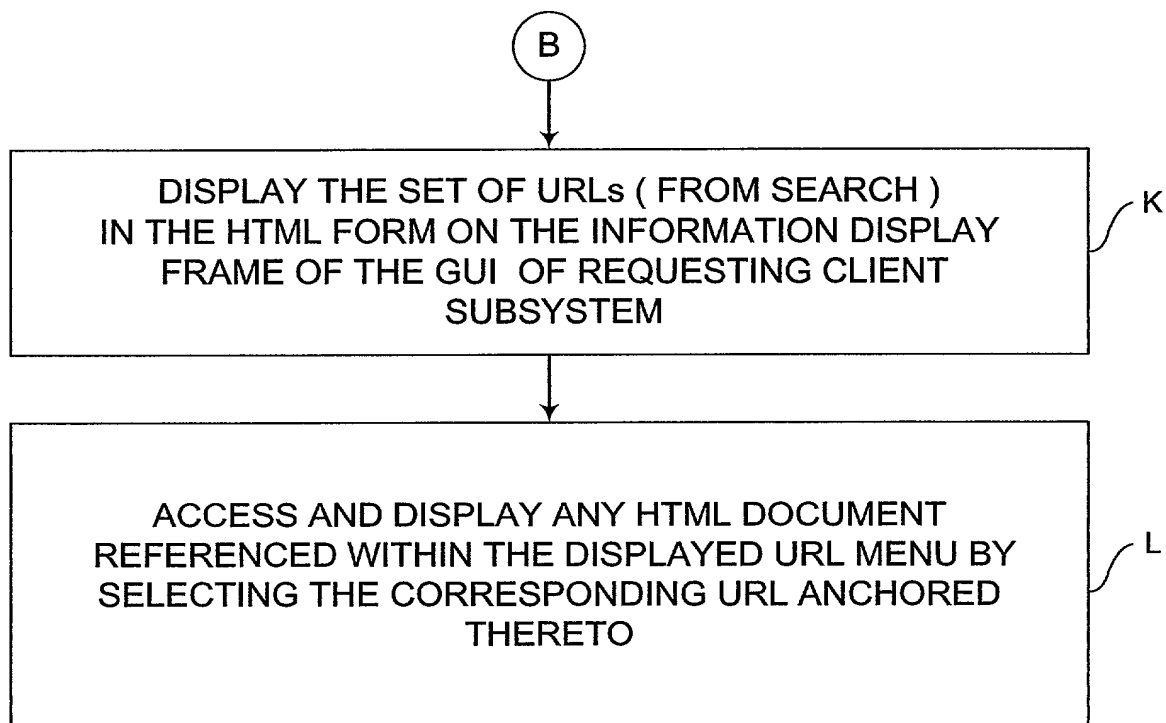 B
DISPLAY THE SET OF URLs ( FROM SEARCH )
IN THE HTML FORM ON THE INFORMATION DISPLAY
FRAME OF THE GUI OF REQUESTING CLIENT
SUBSYSTEM
K
ACCESS AND DISPLAY ANY HTML DOCUMENT
REFERENCED WITHIN THE DISPLAYED URL MENU BY
SELECTING THE CORRESPONDING URL ANCHORED
THERETO
L